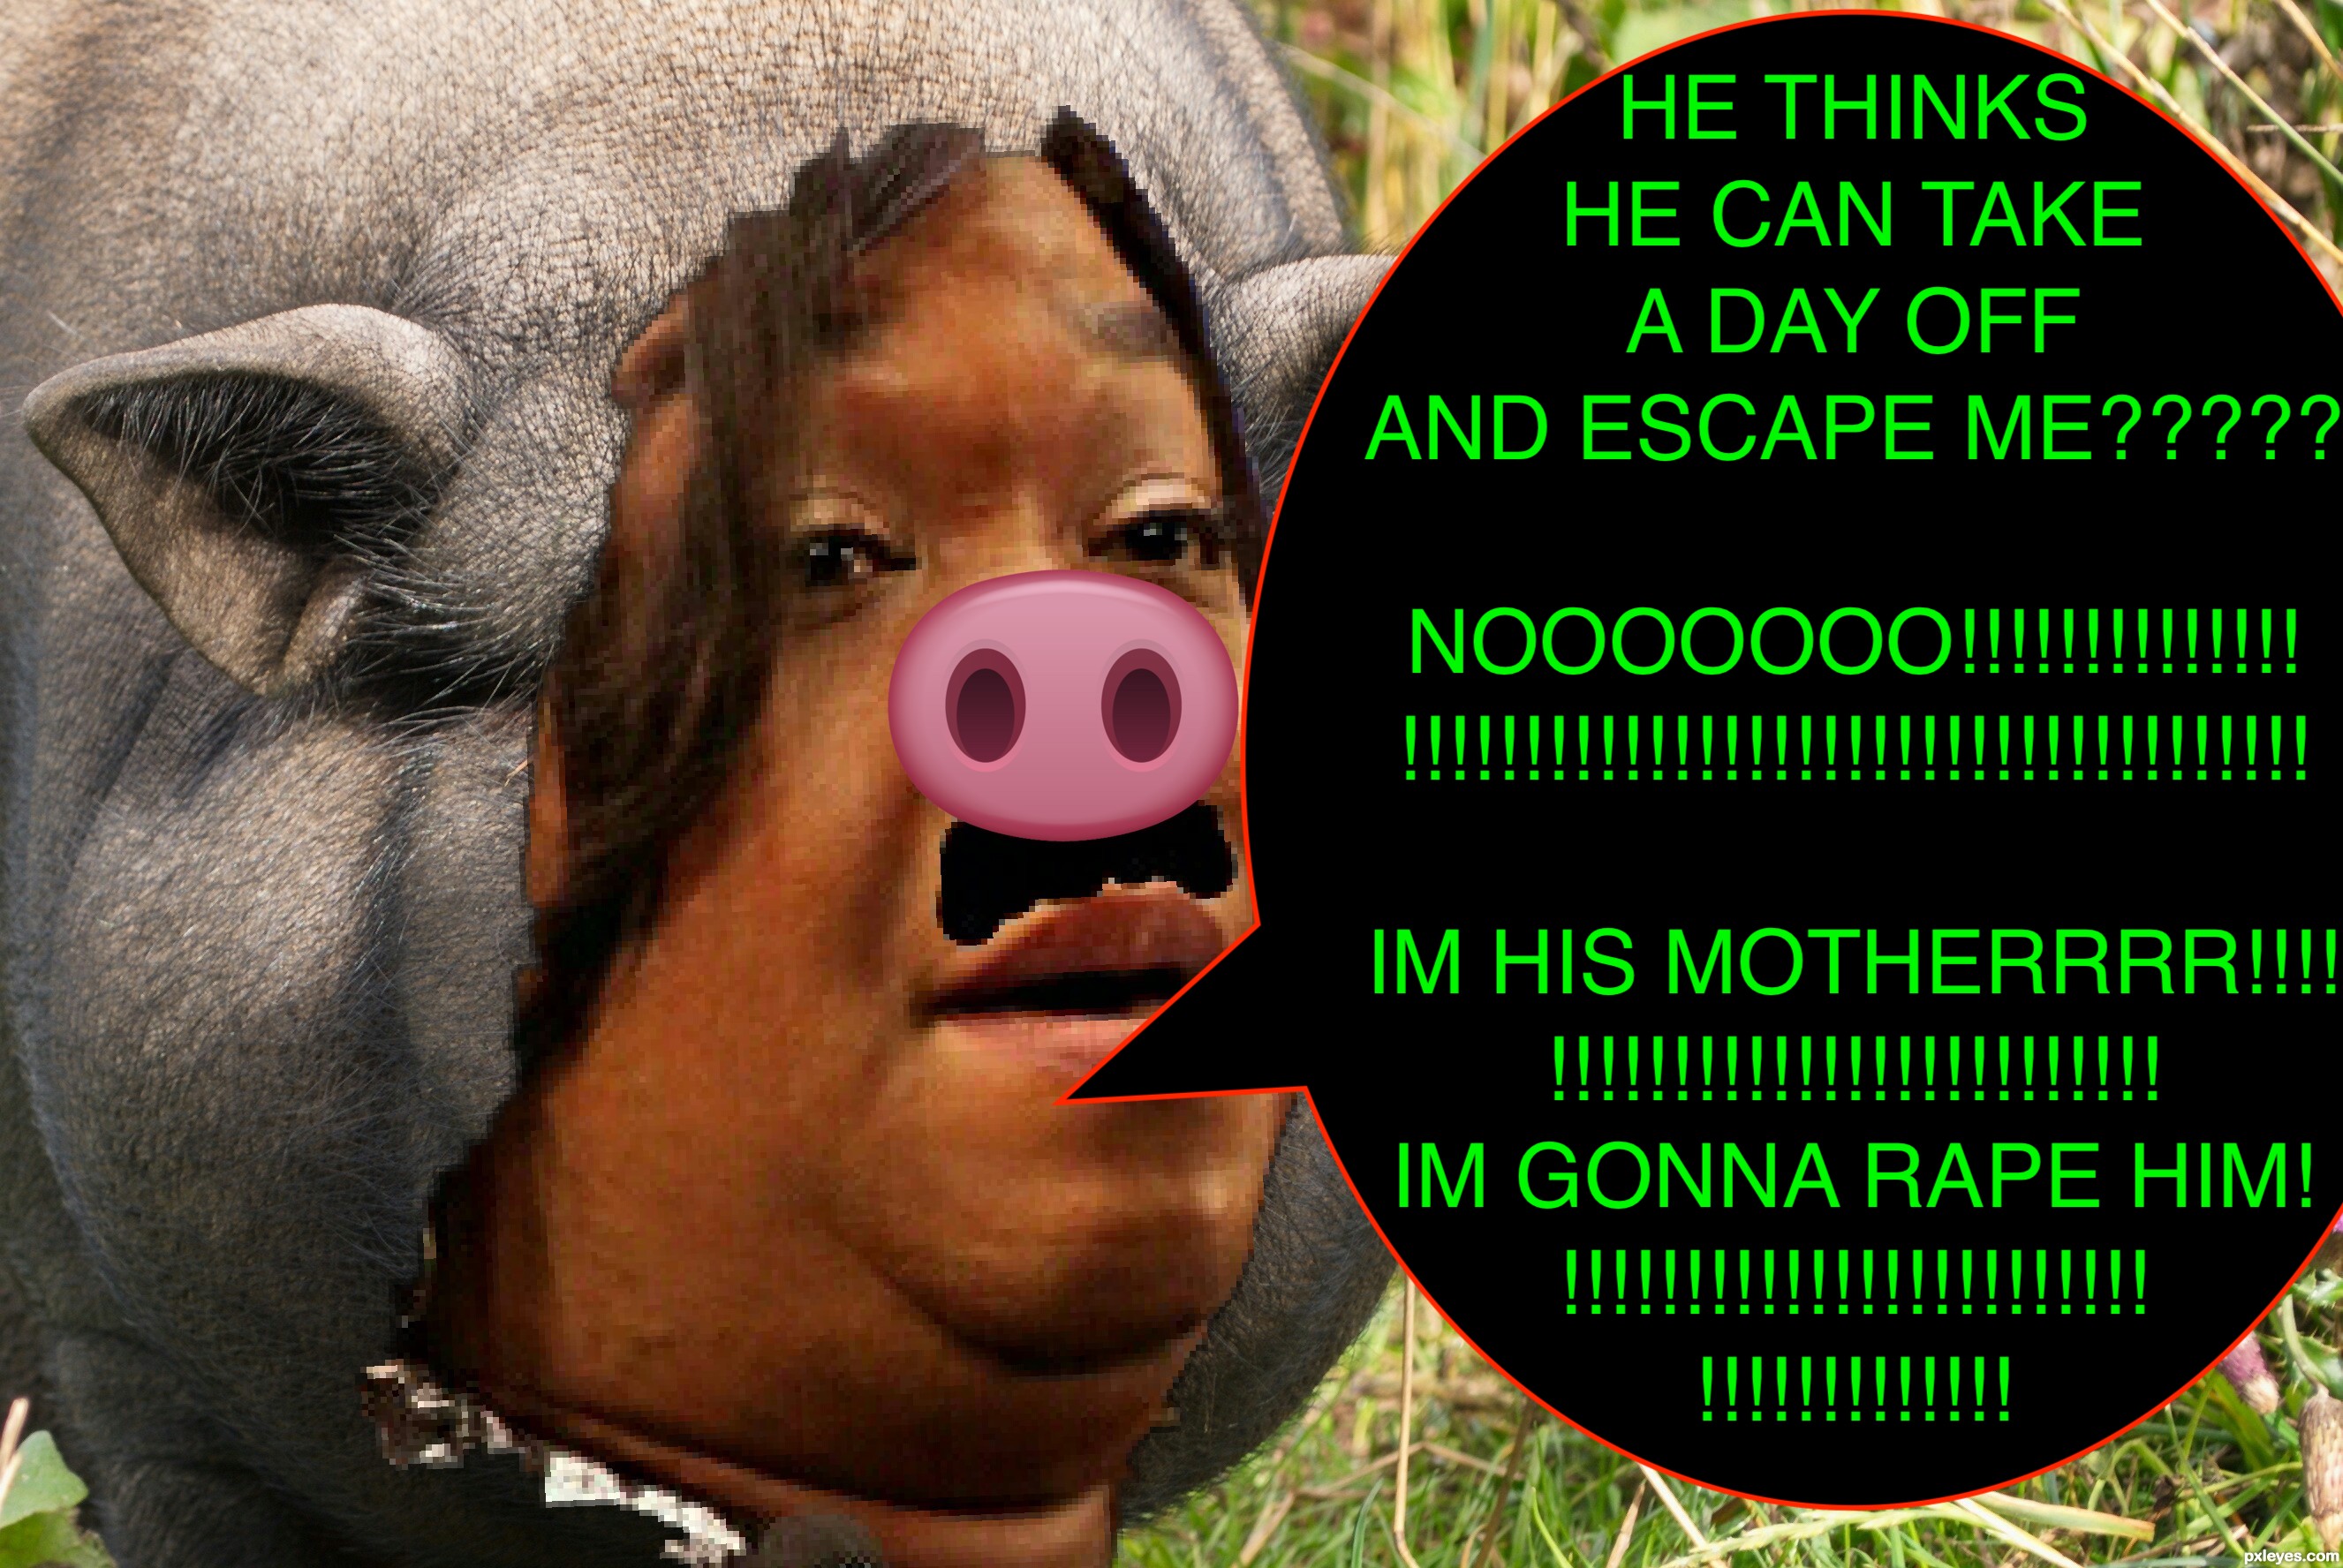 HE THINKS
HE CAN TAKE
A DAY OFF
AND ESCAPE ME?????
NOOOOOOO!!!!!!!!!!!!!!
!!!!!!!!!!!!!!!!!!!!!!!!!!!!!!!!!!!!!
IM HIS MOTHERRRR!!!!
!!!!!!!!!!!!!!!!!!!!!!!!!
IM GONNA RAPE HIM!
!!!!!!!!!!!!!!!!!!!!!!!!
!!!!!!!!!!!!!
pxleyes.com